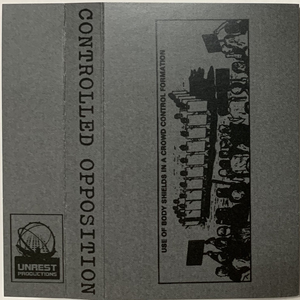 CONTROLLED OPPOSITION
USE OF BODY SHIELDS IN A CROWD CONTROL FORMATION
UNREST
PRODUCTIONS